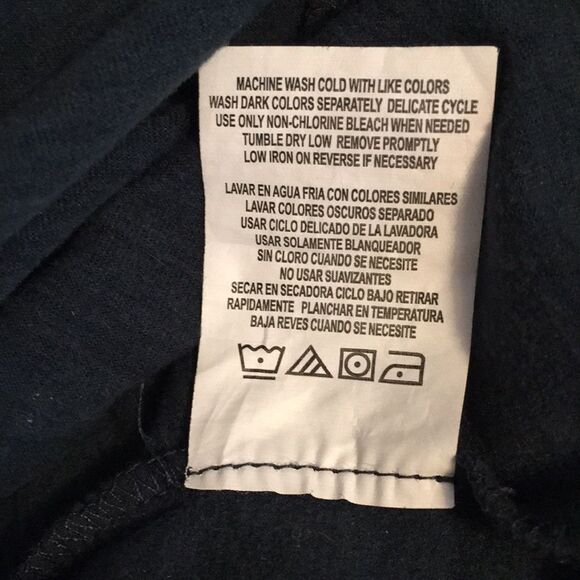 MACHINE WASH COLD WITH LIKE COLORS
WASH DARK COLORS SEPARATELY DELICATE CYCLE
USE ONLY NON-CHLORINE BLEACH WHEN NEEDED
TUMBLE DRY LOW REMOVE PROMPTLY
LOW IRON ON REVERSE IF NECESSARY
LAVAR EN AGUA FRIA CON COLORES SIMILARES
LAVAR COLORES OSCUROS SEPARADO
USAR CICLO DELICADO DE LA LAVADORA
USAR SOLAMENTE BLANQUEADOR
SIN CLORO CUANDO SE NECESITE
NO USAR SUAVIZANTES
SECAR EN SECADORA CICLO BAJO RETIRAR
RAPIDAMENTE PLANCHAR EN TEMPERATURA
BAJA REVES CUANDO SE NECESITE